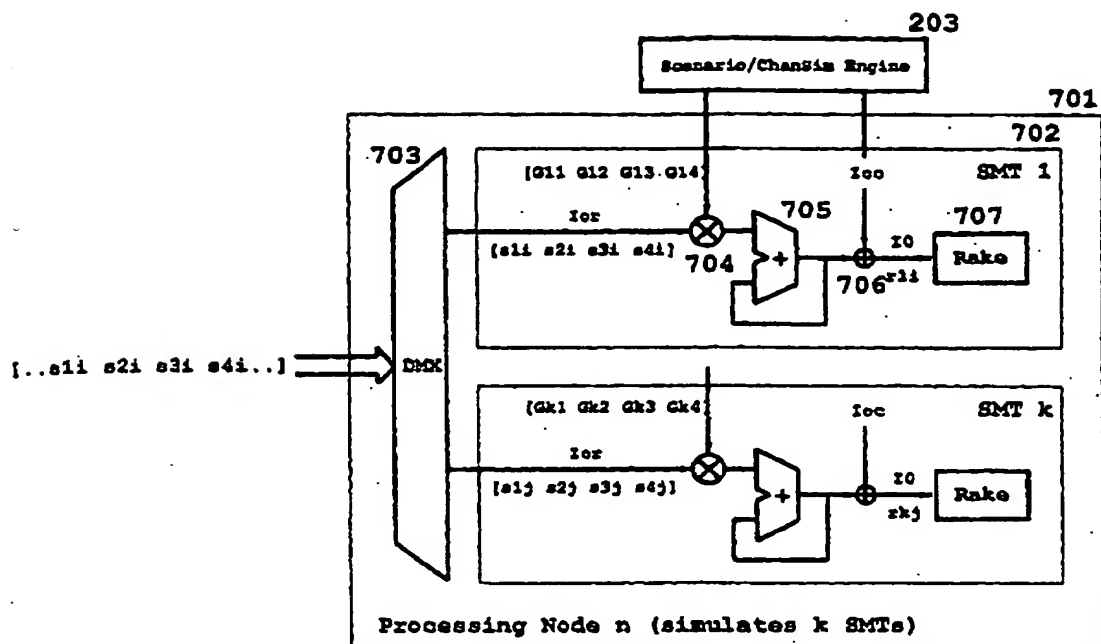 203
Scenario/ChanSim Engine
701
702
703
[G11 G12 G13 G14]
Ioc
SMT 1
705
707
Ior
[s1i s2i s3i s4i]
704
+
706
I0
r1i
Rake
[..s1i s2i s3i s4i..]
DMX
[Gk1 Gk2 Gk3 Gk4]
Ioc
SMT k
Ior
[s1j s2j s3j s4j]
+
I0
rkj
Rake
Processing Node n (simulates k SMTs)